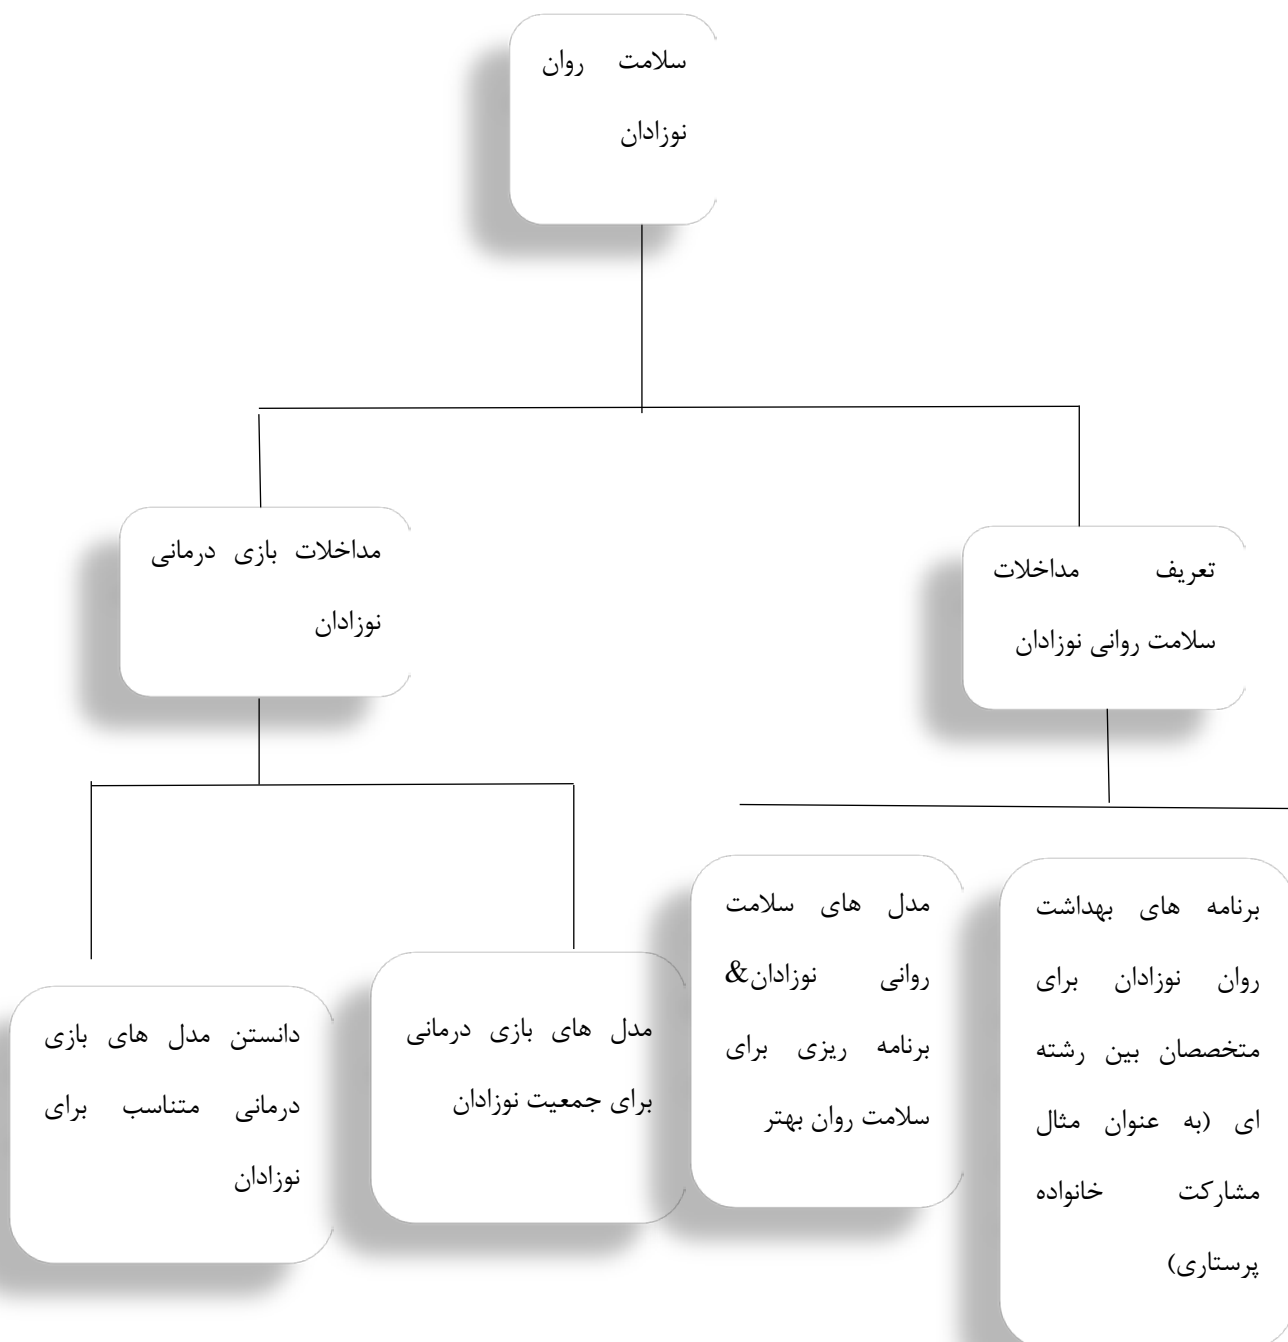 سلامت روان
نوزادان
تعریف مداخلات
سلامت روانی نوزادان
مداخلات بازی درمانی
نوزادان
برنامه های بهداشت
روان نوزادان برای
متخصصان بین رشته
ای (به عنوان مثال
مشارکت خانواده
پرستاری)
مدل های سلامت
روانی نوزادان&
برنامه ریزی برای
سلامت روان بهتر
مدل های بازی درمانی
برای جمعیت نوزادان
دانستن مدل های بازی
درمانی متناسب برای
نوزادان